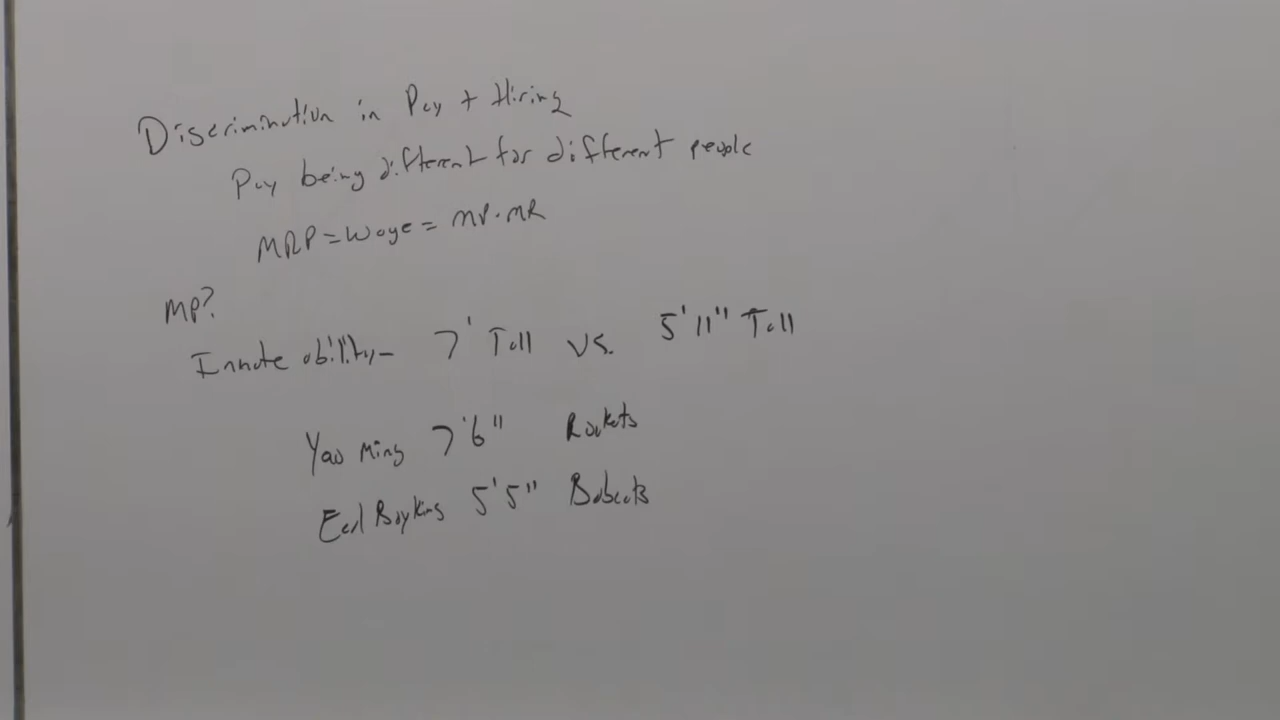 Discrimination in Pay + Hiring
Pay being different for different people
MRP = Wage = MP · MR
MP?
Innate ability – 7' Tall vs. 5'11" Tall
Yao Ming 7'6" Rockets
Earl Boykins 5'5" Bobcats